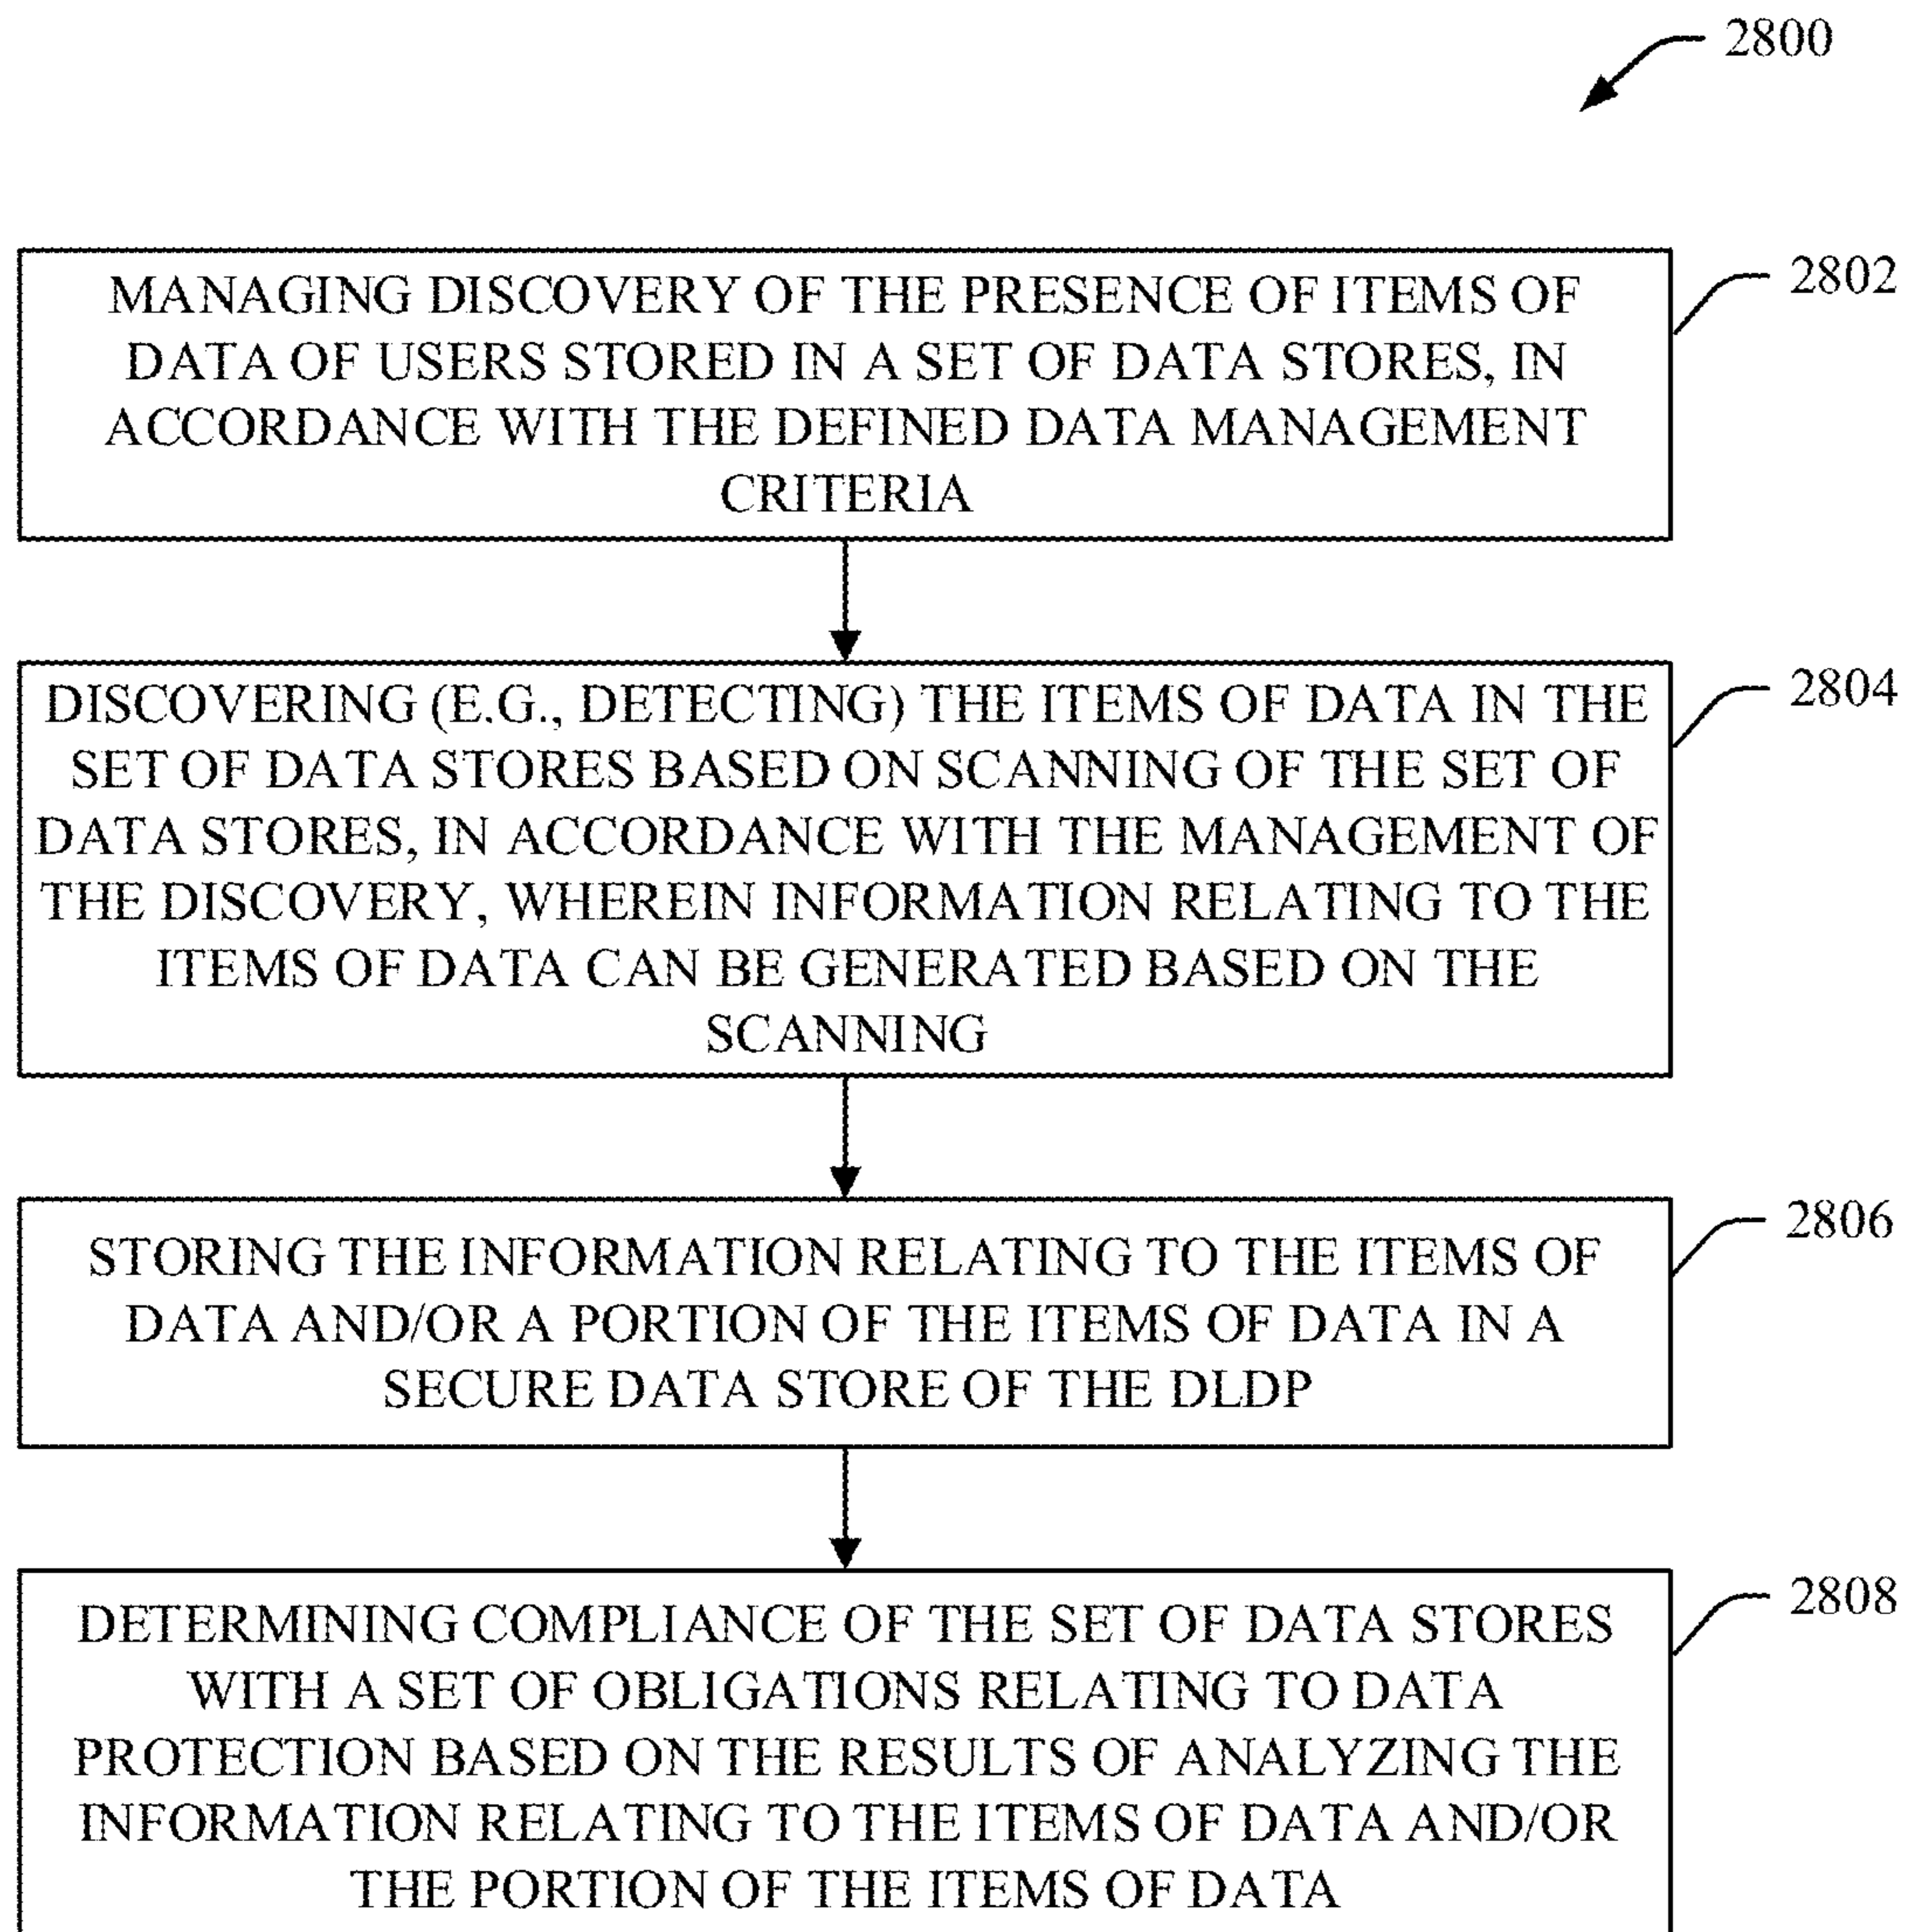 2800
MANAGING DISCOVERY OF THE PRESENCE OF ITEMS OF
DATA OF USERS STORED IN A SET OF DATA STORES, IN
ACCORDANCE WITH THE DEFINED DATA MANAGEMENT
CRITERIA
2802
DISCOVERING (E.G., DETECTING) THE ITEMS OF DATA IN THE
SET OF DATA STORES BASED ON SCANNING OF THE SET OF
DATA STORES, IN ACCORDANCE WITH THE MANAGEMENT OF
THE DISCOVERY, WHEREIN INFORMATION RELATING TO THE
ITEMS OF DATA CAN BE GENERATED BASED ON THE
SCANNING
2804
STORING THE INFORMATION RELATING TO THE ITEMS OF
DATA AND/OR A PORTION OF THE ITEMS OF DATA IN A
SECURE DATA STORE OF THE DLDP
2806
DETERMINING COMPLIANCE OF THE SET OF DATA STORES
WITH A SET OF OBLIGATIONS RELATING TO DATA
PROTECTION BASED ON THE RESULTS OF ANALYZING THE
INFORMATION RELATING TO THE ITEMS OF DATA AND/OR
THE PORTION OF THE ITEMS OF DATA
2808